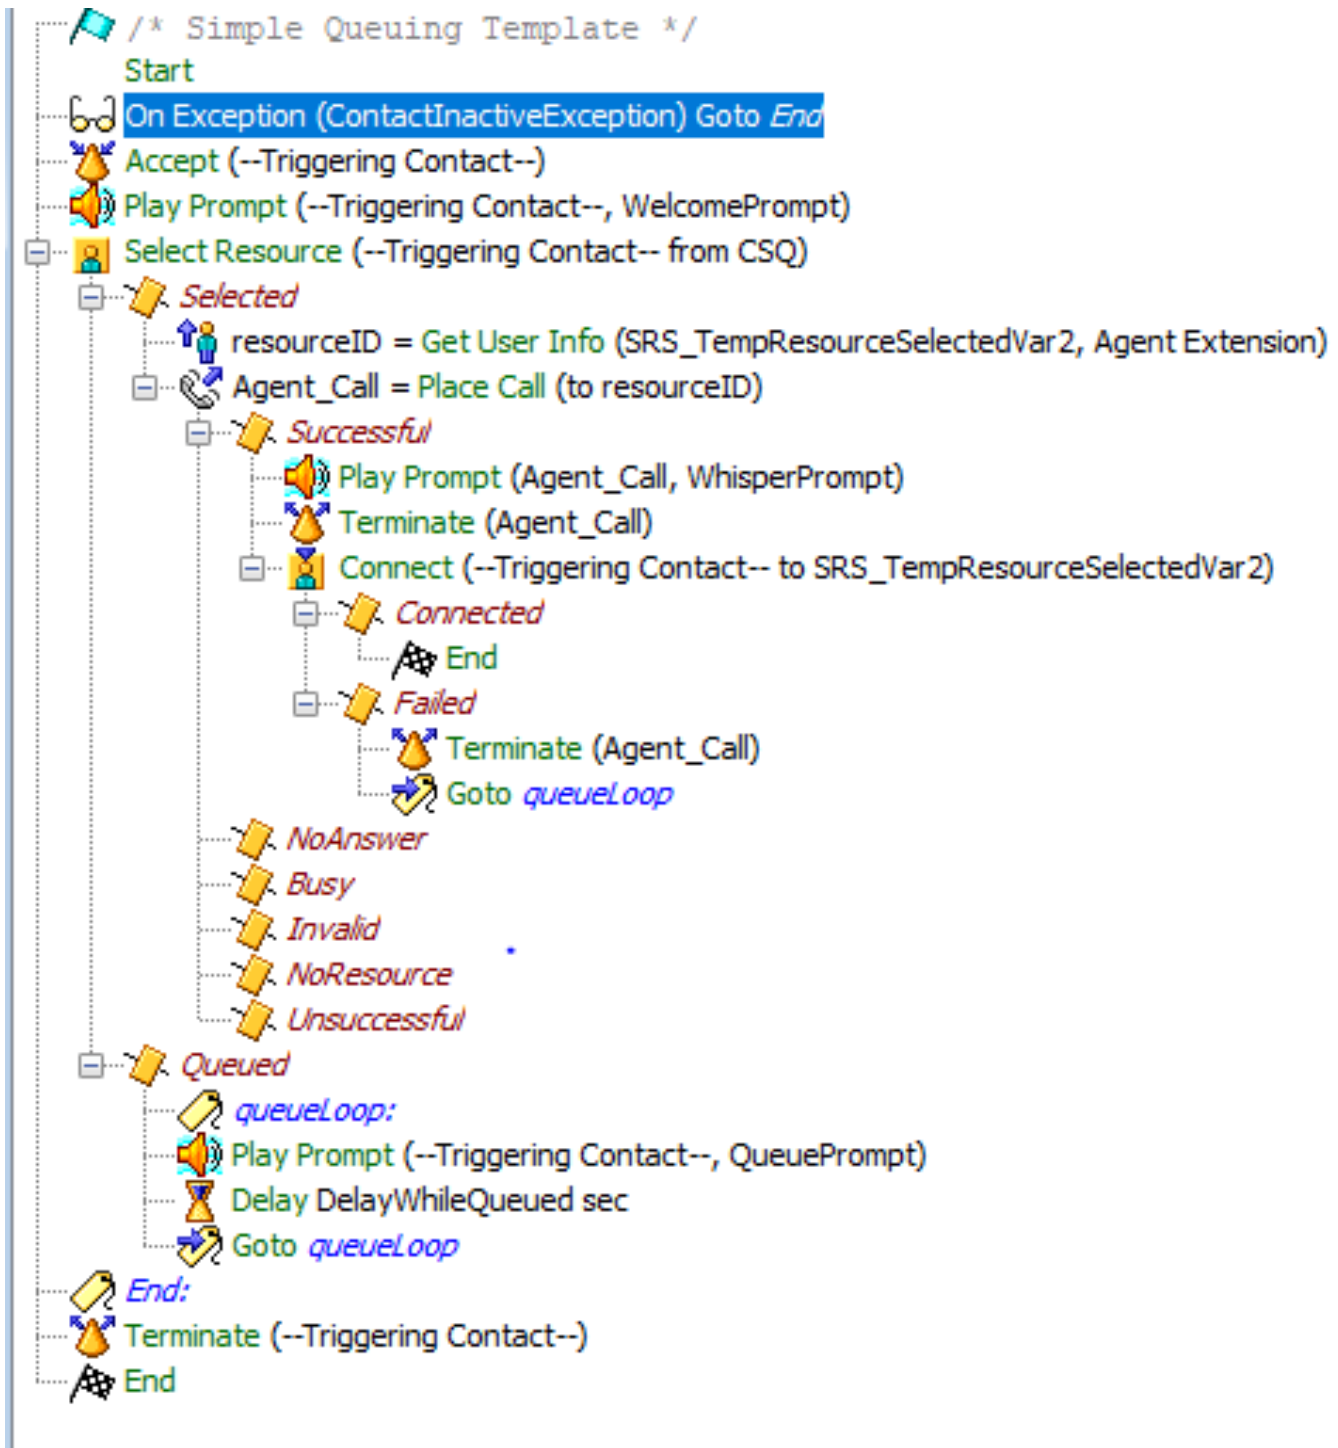 /* Simple Queuing Template */
Start
On Exception (ContactInactiveException) Goto End
Accept (--Triggering Contact--)
Play Prompt (--Triggering Contact--, WelcomePrompt)
Select Resource (--Triggering Contact-- from CSQ)
Selected
resourceID = Get User Info (SRS_TempResourceSelectedVar2, Agent Extension)
Agent_Call = Place Call (to resourceID)
Successful
Play Prompt (Agent_Call, WhisperPrompt)
Terminate (Agent_Call)
Connect (--Triggering Contact-- to SRS_TempResourceSelectedVar2)
Connected
End
Failed
Terminate (Agent_Call)
Goto queueLoop
NoAnswer
Busy
Invalid
NoResource
Unsuccessful
Queued
queueLoop:
Play Prompt (--Triggering Contact--, QueuePrompt)
Delay DelayWhileQueued sec
Goto queueLoop
End:
Terminate (--Triggering Contact--)
End